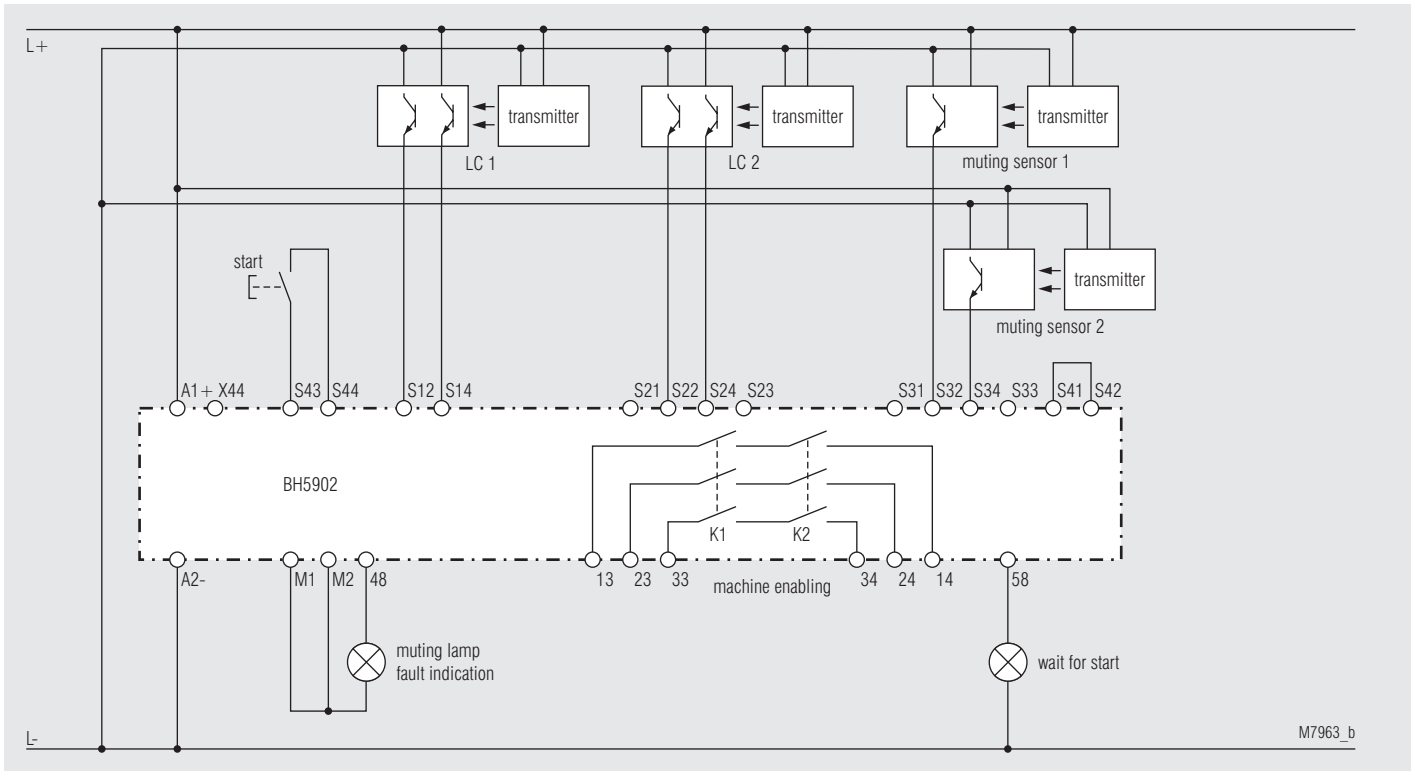 L+
transmitter
transmitter
transmitter
LC 1
LC 2
muting sensor 1
start
transmitter
muting sensor 2
A1+ X44 S43 S44 S12 S14 S21 S22 S24 S23 S31 S32 S34 S33 S41 S42
BH5902
K1 K2
A2- M1 M2 48 13 23 33 machine enabling 34 24 14 58
muting lamp
fault indication
wait for start
L-
M7963_b